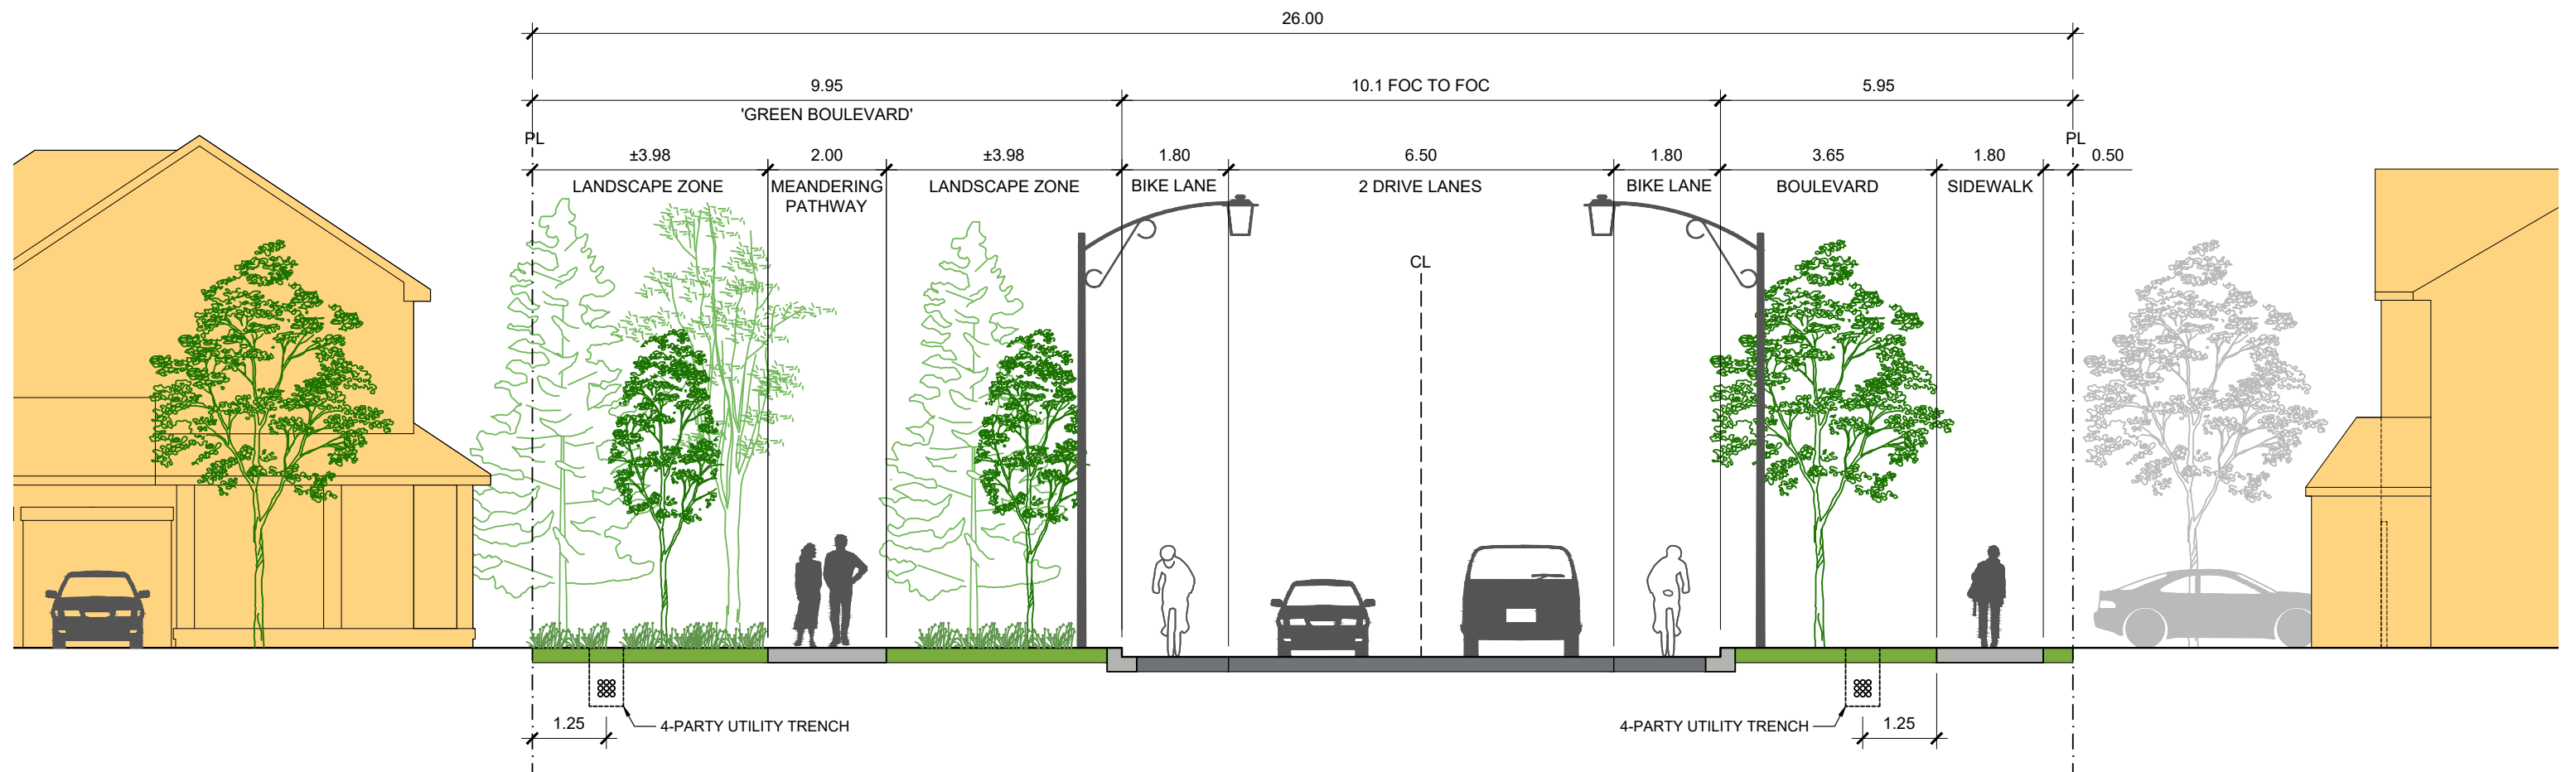 26.00
9.95 10.1 FOC TO FOC 5.95
'GREEN BOULEVARD'
PL PL
±3.98 2.00 ±3.98 1.80 6.50 1.80 3.65 1.80 0.50
LANDSCAPE ZONE MEANDERING LANDSCAPE ZONE BIKE LANE 2 DRIVE LANES BIKE LANE BOULEVARD SIDEWALK
PATHWAY
CL
1.25 4-PARTY UTILITY TRENCH 4-PARTY UTILITY TRENCH 1.25